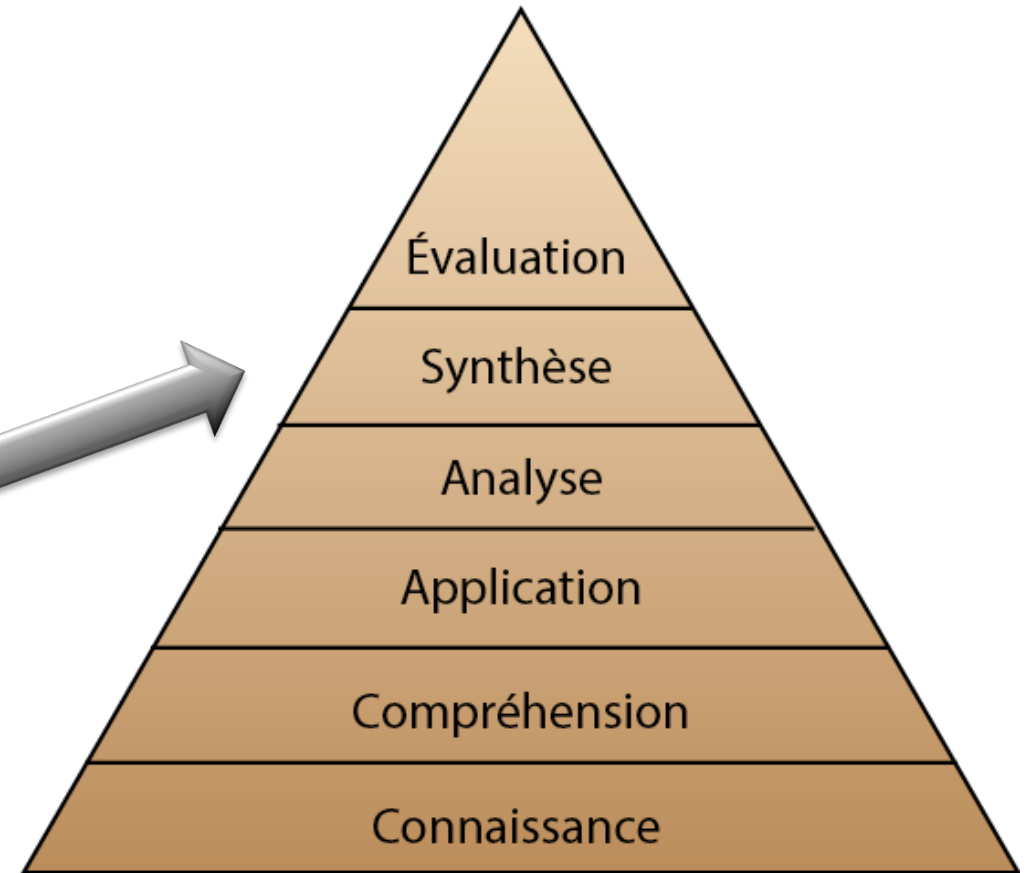 Évaluation
Synthèse
Analyse
Application
Compréhension
Connaissance